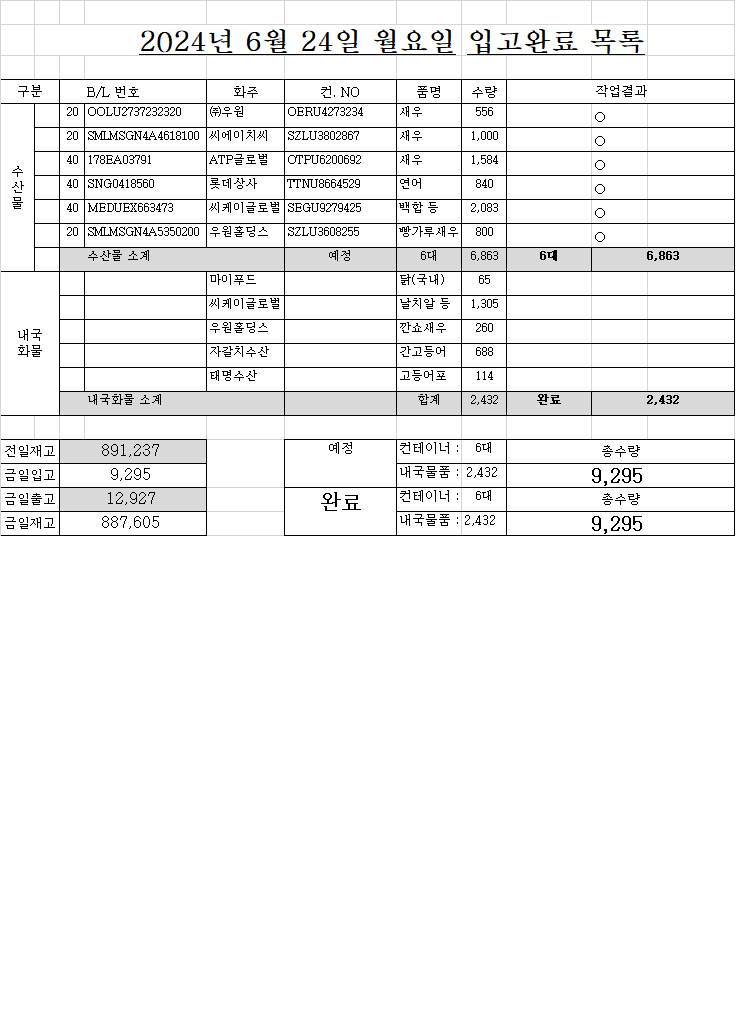 2024년 6월 24일 월요일 입고완료 목록
구분 B/L 번호 화주 컨. NO 품명 수량 작업결과
수산물
20 OOLU2737232320 ㈜우원 OERU4273234 새우 556 ○
20 SMLMSGN4A4618100 씨에이치씨 SZLU3802867 새우 1,000 ○
40 178EA03791 ATP글로벌 OTPU6200692 새우 1,584 ○
40 SNG0418560 롯데상사 TTNU8664529 연어 840 ○
40 MEDUEX663473 씨케이글로벌 SEGU9279425 백합 등 2,083 ○
20 SMLMSGN4A5350200 우원홀딩스 SZLU3608255 빵가루새우 800 ○
수산물 소계 예정 6대 6,863 6대 6,863
내국
화물
마이푸드 닭(국내) 65
씨케이글로벌 날치알 등 1,305
우원홀딩스 깐쇼새우 260
자갈치수산 간고등어 688
태명수산 고등어포 114
내국화물 소계 합계 2,432 완료 2,432
전일재고 891,237 예정 컨테이너 : 6대 총수량
금일입고 9,295 내국물품 : 2,432 9,295
금일출고 12,927 완료 컨테이너 : 6대 총수량
금일재고 887,605 내국물품 : 2,432 9,295